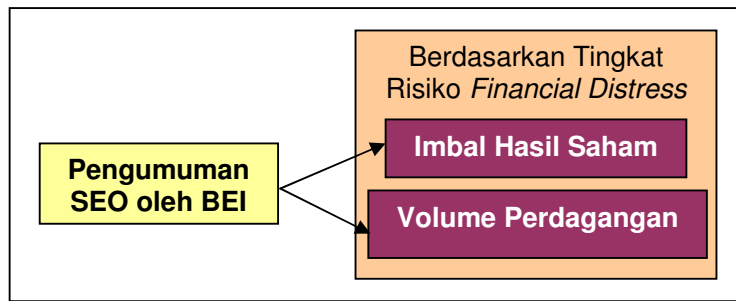 Berdasarkan Tingkat
Risiko Financial Distress
Imbal Hasil Saham
Pengumuman
SEO oleh BEI
Volume Perdagangan